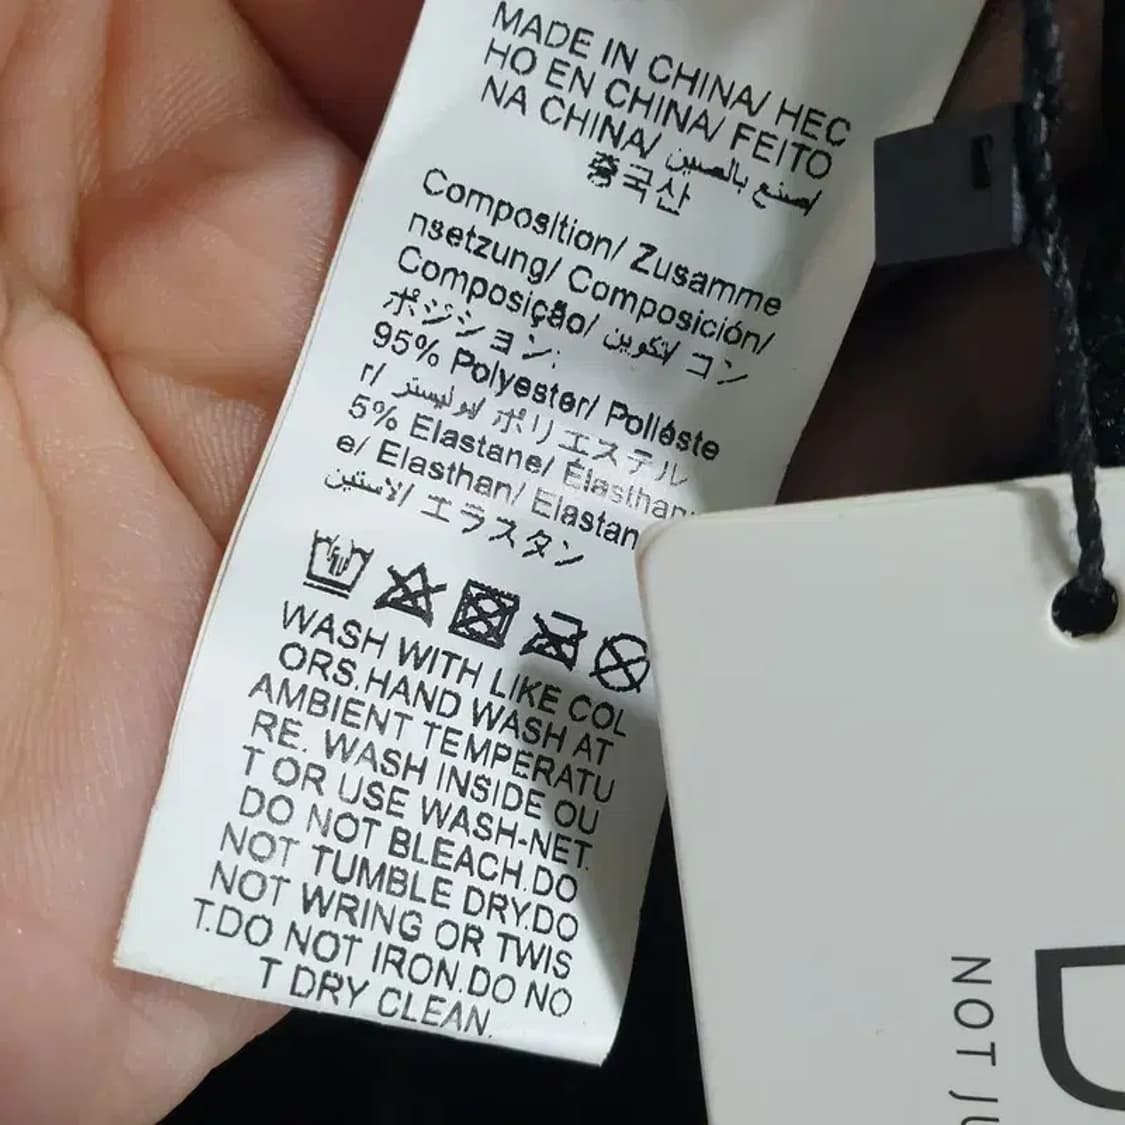 MADE IN CHINA/ HEC
HO EN CHINA/ FEITO
NA CHINA/ صنع بالصين/
중국산
Composition/ Zusamme
nsetzung/ Composición/
Composição/ تكوين/ コン
ポジション:
95% Polyester/ Poliéste
r/ بوليستر/ ポリエステル
5% Elastane/ Élasthan
e/ Elasthan/ Elastan
لاستين/ エラスタン
WASH WITH LIKE COL
ORS.HAND WASH AT
AMBIENT TEMPERATU
RE. WASH INSIDE OU
T OR USE WASH-NET.
DO NOT BLEACH.DO
NOT TUMBLE DRY.DO
NOT WRING OR TWIS
T.DO NOT IRON.DO NO
T DRY CLEAN.
D
NOT JU